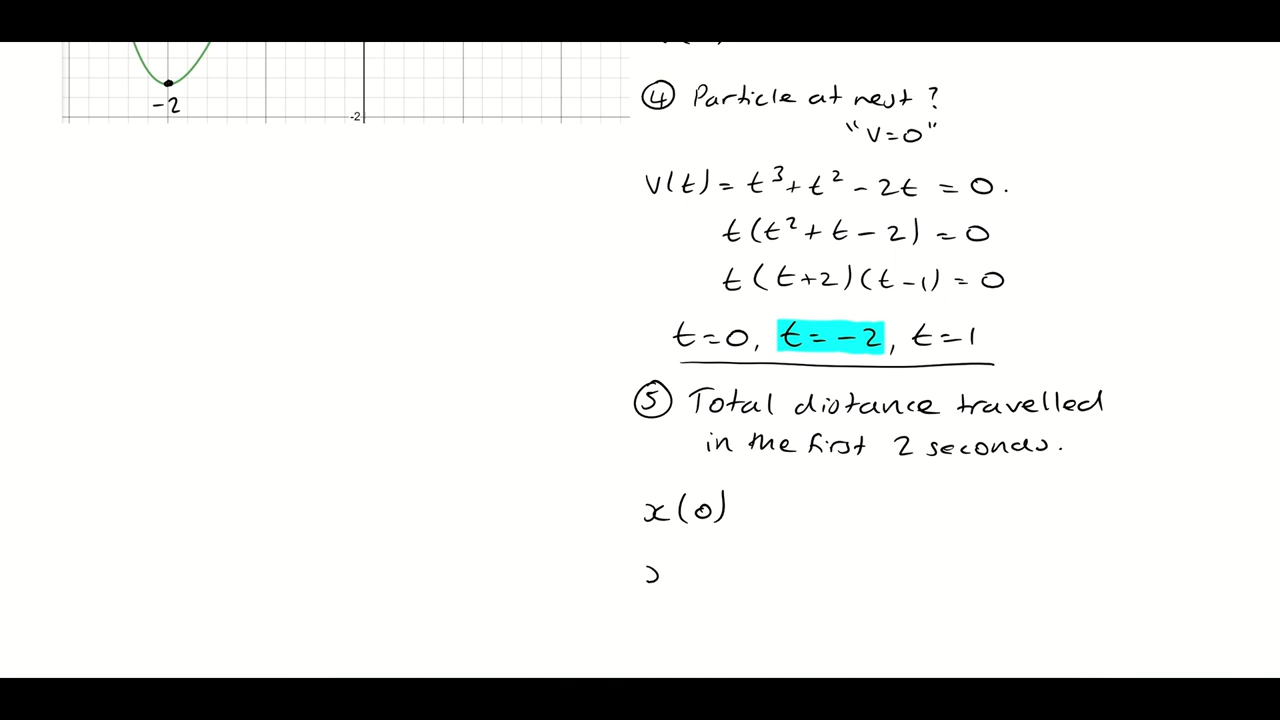 -2
-2
④ Particle at rest?
"v=0"
v(t) = t³ + t² - 2t = 0.
t(t² + t - 2) = 0
t(t+2)(t-1) = 0
t=0, t=-2, t=1
⑤ Total distance travelled
in the first 2 seconds.
x(0)